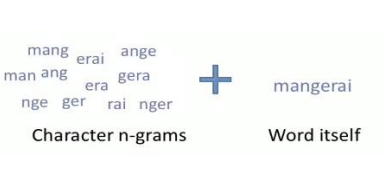 mang erai ange
man ang era gera
nge ger rai nger
+
mangerai
Character n-grams
Word itself